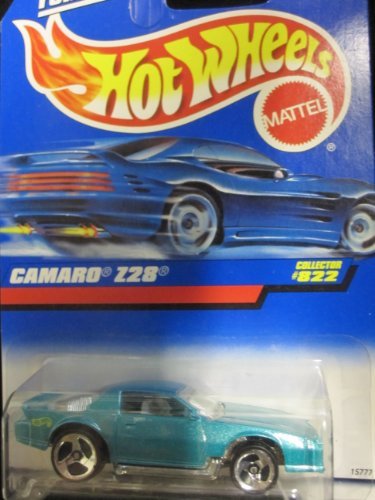 HOT WHEELS®
MATTEL
CAMARO® Z28®
COLLECTOR
#822
15777